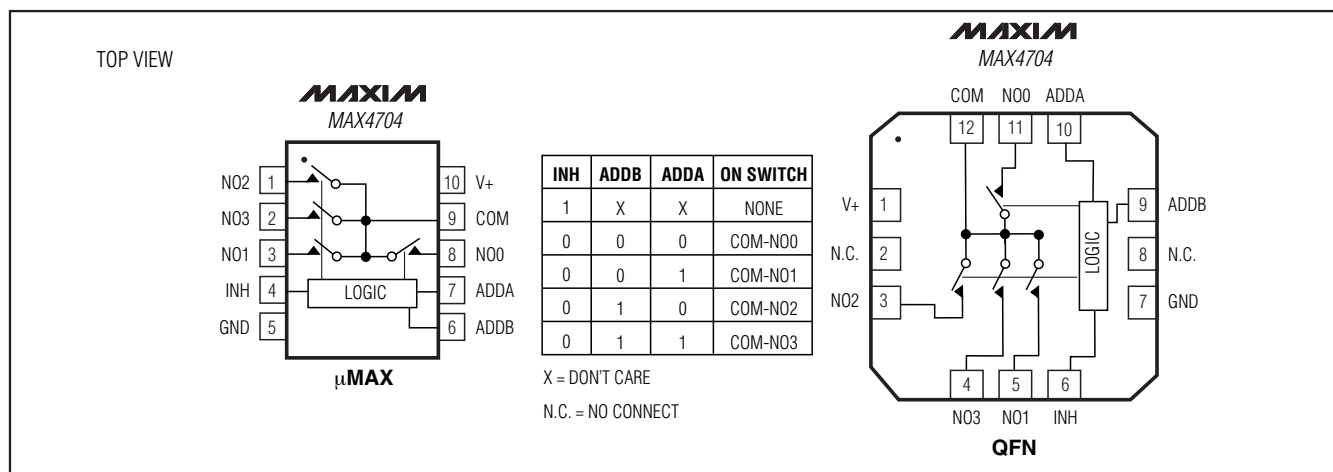 TOP VIEW
MAXIM
MAX4704
NO2 1
NO3 2
NO1 3
INH 4
GND 5
10 V+
9 COM
8 NO0
7 ADDA
6 ADDB
LOGIC
µMAX
INH ADDB ADDA ON SWITCH
1 X X NONE
0 0 0 COM-NO0
0 0 1 COM-NO1
0 1 0 COM-NO2
0 1 1 COM-NO3
X = DON'T CARE
N.C. = NO CONNECT
MAXIM
MAX4704
COM NO0 ADDA
12 11 10
V+ 1
N.C. 2
NO2 3
9 ADDB
8 N.C.
7 GND
LOGIC
4 5 6
NO3 NO1 INH
QFN